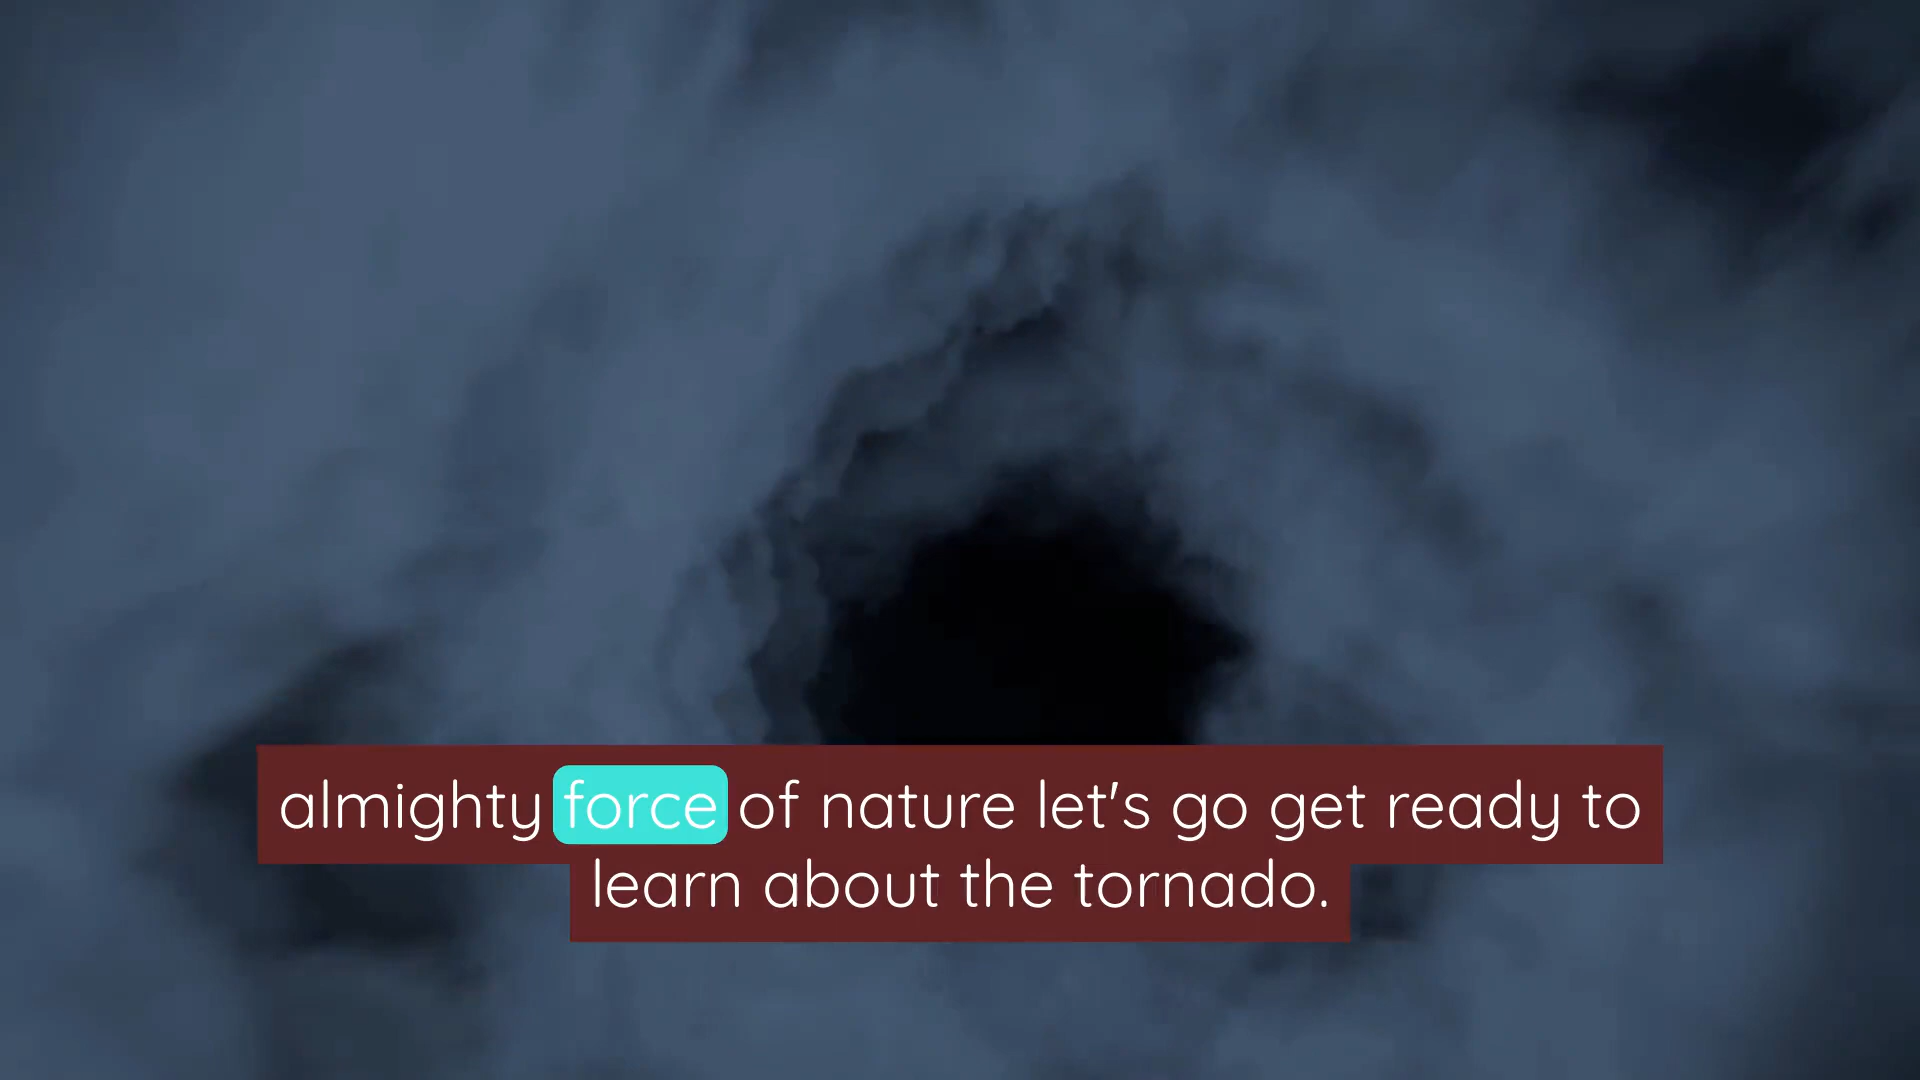 almighty force of nature let's go get ready to
learn about the tornado.